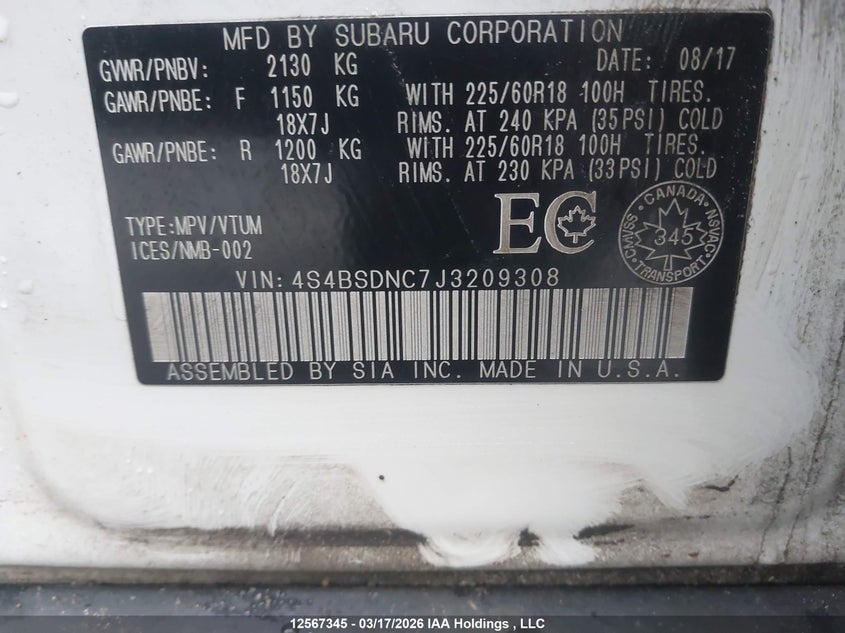 MFD BY SUBARU CORPORATION
GVWR/PNBV: 2130 KG DATE: 08/17
GAWR/PNBE: F 1150 KG WITH 225/60R18 100H TIRES.
18X7J RIMS. AT 240 KPA (35PSI) COLD
GAWR/PNBE: R 1200 KG WITH 225/60R18 100H TIRES.
18X7J RIMS. AT 230 KPA (33PSI) COLD
TYPE:MPV/VTUM
ICES/NMB-002
EC
CANADA
CMVSS NSVAC
345
TRANSPORT
VIN: 4S4BSDNC7J3209308
ASSEMBLED BY SIA INC. MADE IN U.S.A.
12567345 - 03/17/2026 IAA Holdings , LLC